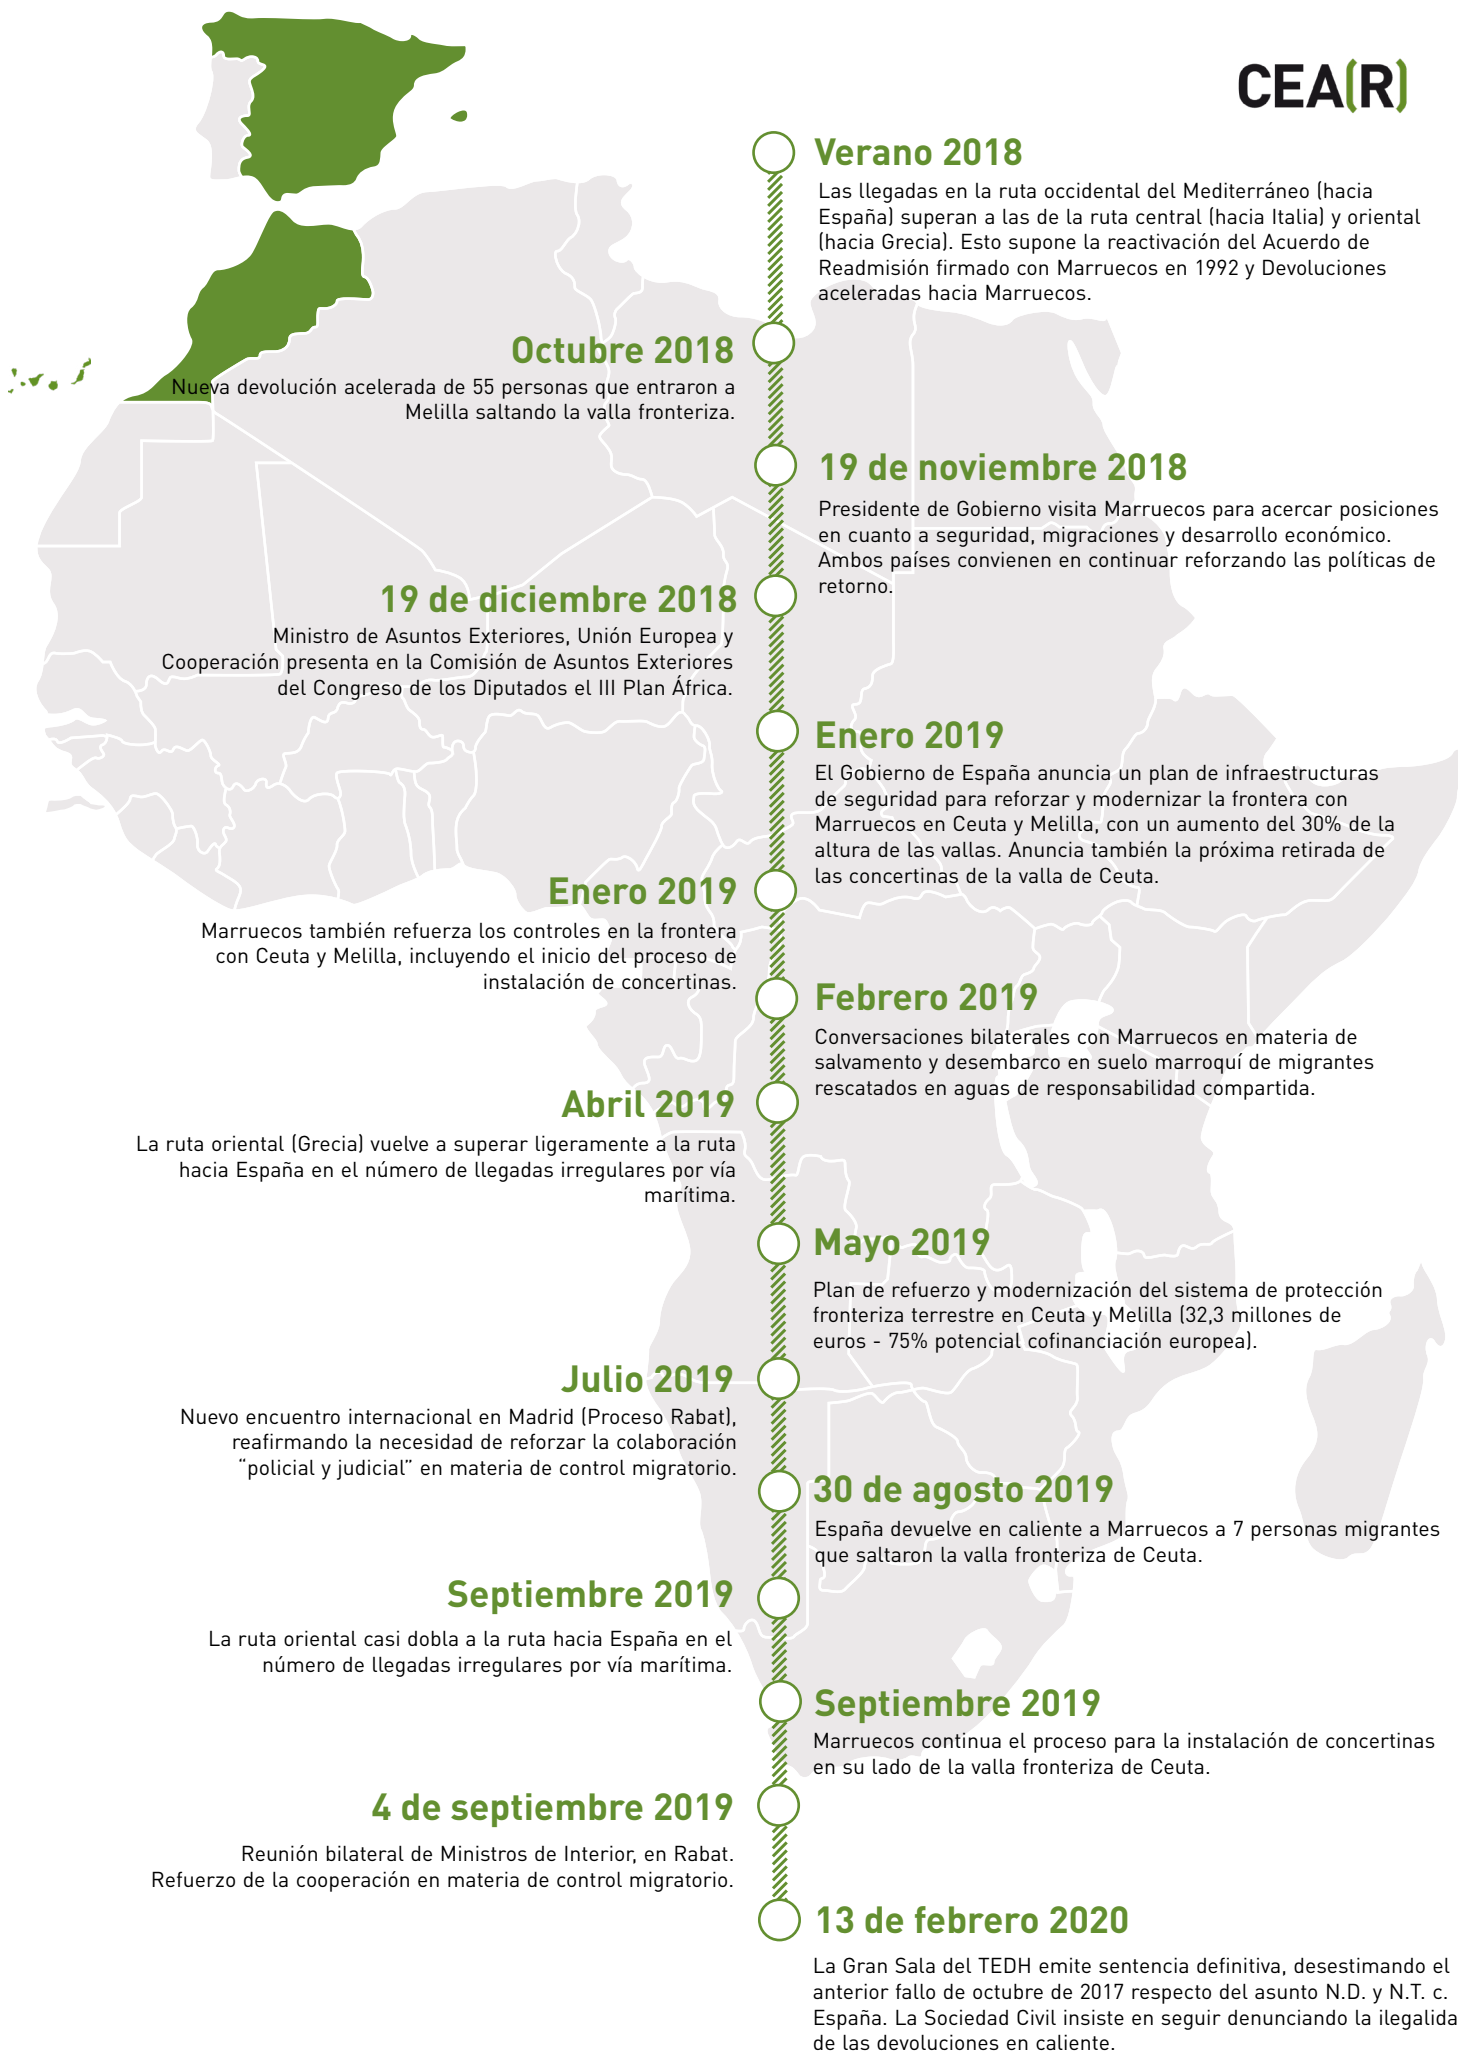 CEA(R)
Verano 2018
Las llegadas en la ruta occidental del Mediterráneo (hacia
España) superan a las de la ruta central (hacia Italia) y oriental
(hacia Grecia). Esto supone la reactivación del Acuerdo de
Readmisión firmado con Marruecos en 1992 y Devoluciones
aceleradas hacia Marruecos.
Octubre 2018
Nueva devolución acelerada de 55 personas que entraron a
Melilla saltando la valla fronteriza.
19 de noviembre 2018
Presidente de Gobierno visita Marruecos para acercar posiciones
en cuanto a seguridad, migraciones y desarrollo económico.
Ambos países convienen en continuar reforzando las políticas de
retorno.
19 de diciembre 2018
Ministro de Asuntos Exteriores, Unión Europea y
Cooperación presenta en la Comisión de Asuntos Exteriores
del Congreso de los Diputados el III Plan África.
Enero 2019
El Gobierno de España anuncia un plan de infraestructuras
de seguridad para reforzar y modernizar la frontera con
Marruecos en Ceuta y Melilla, con un aumento del 30% de la
altura de las vallas. Anuncia también la próxima retirada de
las concertinas de la valla de Ceuta.
Enero 2019
Marruecos también refuerza los controles en la frontera
con Ceuta y Melilla, incluyendo el inicio del proceso de
instalación de concertinas.
Febrero 2019
Conversaciones bilaterales con Marruecos en materia de
salvamento y desembarco en suelo marroquí de migrantes
rescatados en aguas de responsabilidad compartida.
Abril 2019
La ruta oriental (Grecia) vuelve a superar ligeramente a la ruta
hacia España en el número de llegadas irregulares por vía
marítima.
Mayo 2019
Plan de refuerzo y modernización del sistema de protección
fronteriza terrestre en Ceuta y Melilla (32,3 millones de
euros - 75% potencial cofinanciación europea).
Julio 2019
Nuevo encuentro internacional en Madrid (Proceso Rabat),
reafirmando la necesidad de reforzar la colaboración
“policial y judicial” en materia de control migratorio.
30 de agosto 2019
España devuelve en caliente a Marruecos a 7 personas migrantes
que saltaron la valla fronteriza de Ceuta.
Septiembre 2019
La ruta oriental casi dobla a la ruta hacia España en el
número de llegadas irregulares por vía marítima.
Septiembre 2019
Marruecos continua el proceso para la instalación de concertinas
en su lado de la valla fronteriza de Ceuta.
4 de septiembre 2019
Reunión bilateral de Ministros de Interior, en Rabat.
Refuerzo de la cooperación en materia de control migratorio.
13 de febrero 2020
La Gran Sala del TEDH emite sentencia definitiva, desestimando el
anterior fallo de octubre de 2017 respecto del asunto N.D. y N.T. c.
España. La Sociedad Civil insiste en seguir denunciando la ilegalida
de las devoluciones en caliente.